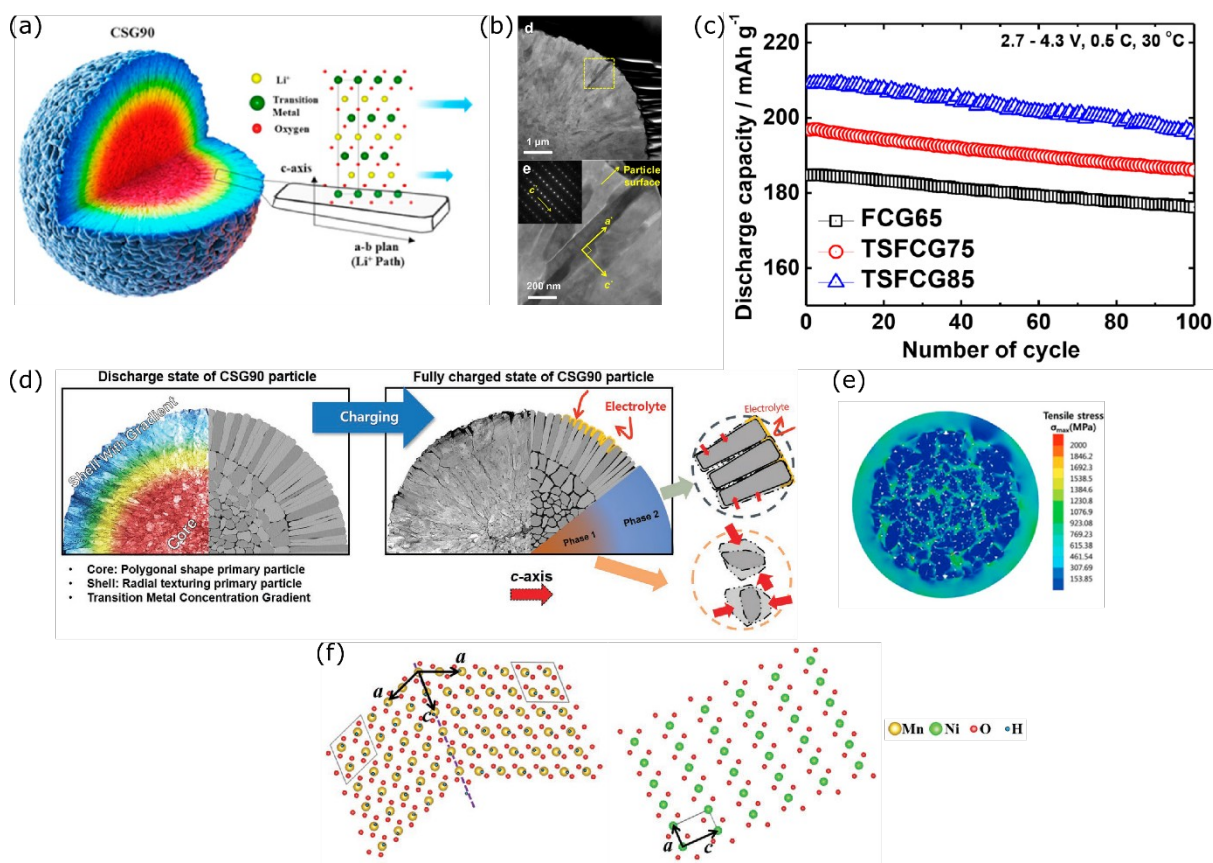 (a)
CSG90
Li⁺
Transition
Metal
Oxygen
c-axis
a-b plan
(Li⁺ Path)
(b)
d
1 μm
e
c*
Particle
surface
a*
c*
200 nm
(c)
Discharge capacity / mAh g⁻¹
220
200
180
160
2.7 - 4.3 V, 0.5 C, 30 °C
FCG65
TSFCG75
TSFCG85
0
20
40
60
80
100
Number of cycle
(d)
Discharge state of CSG90 particle
Shell with Gradient
Core
• Core: Polygonal shape primary particle
• Shell: Radial texturing primary particle
• Transition Metal Concentration Gradient
Charging
Fully charged state of CSG90 particle
Electrolyte
Phase 1
Phase 2
c-axis
Electrolyte
(e)
Tensile stress
σmax(MPa)
2000
1846.2
1692.3
1538.5
1384.6
1230.8
1076.9
923.08
769.23
615.38
461.54
307.69
153.85
(f)
a
a
c
a
c
Mn
Ni
O
H